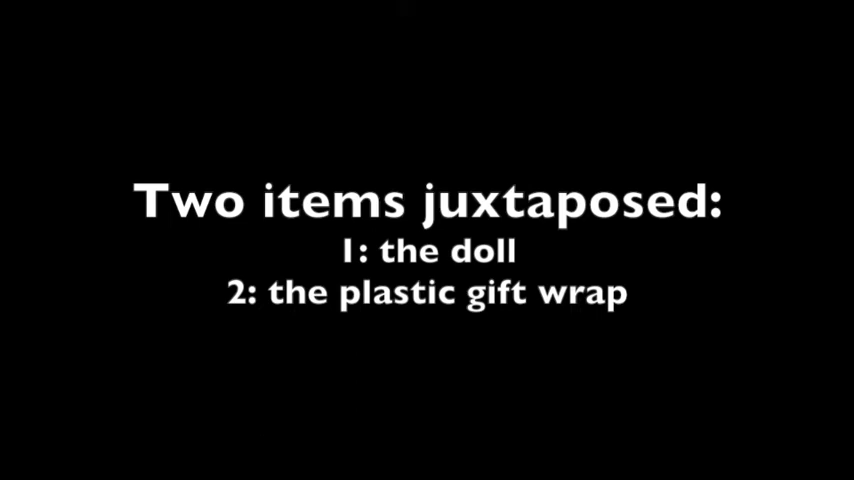 Two items juxtaposed:
1: the doll
2: the plastic gift wrap